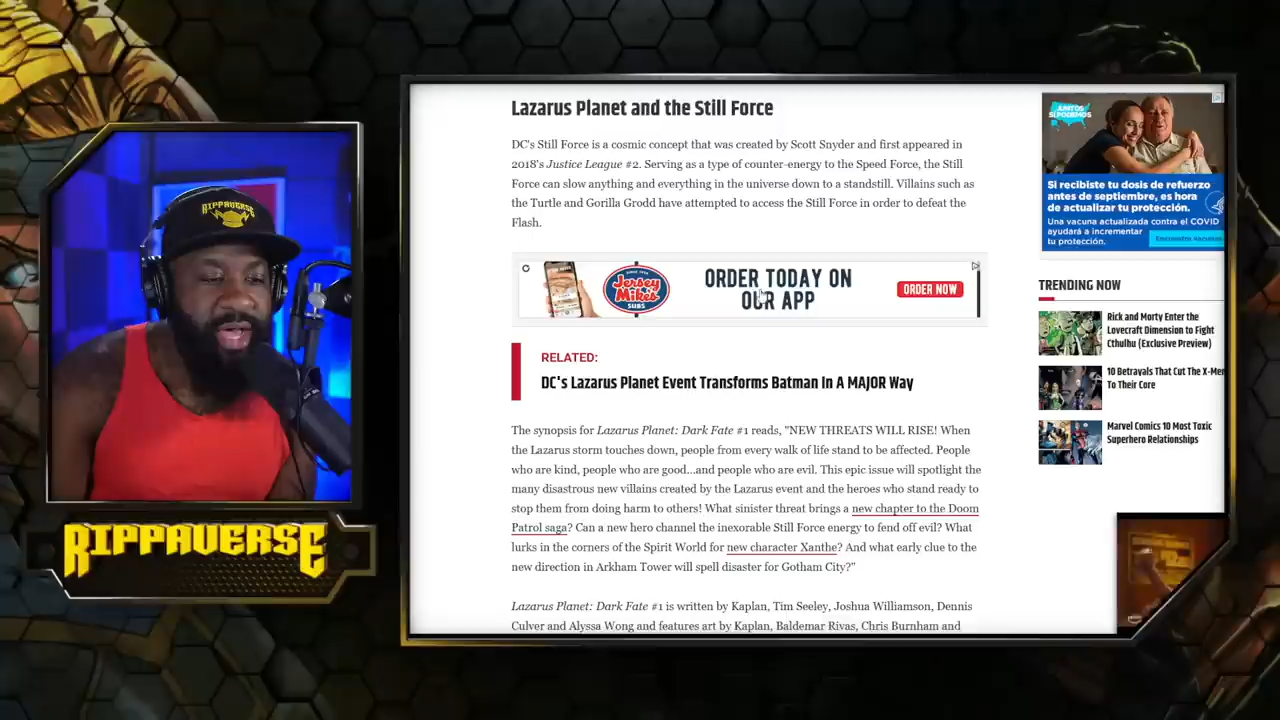 RIPPAVERSE
RIPPAVERSE
Lazarus Planet and the Still Force
DC's Still Force is a cosmic concept that was created by Scott Snyder and first appeared in
2018's Justice League #2. Serving as a type of counter-energy to the Speed Force, the Still
Force can slow anything and everything in the universe down to a standstill. Villains such as
the Turtle and Gorilla Grodd have attempted to access the Still Force in order to defeat the
Flash.
SINCE 1956
Jersey
Mike's
SUBS
ORDER TODAY ON
OUR APP
ORDER NOW
RELATED:
DC's Lazarus Planet Event Transforms Batman In A MAJOR Way
The synopsis for Lazarus Planet: Dark Fate #1 reads, "NEW THREATS WILL RISE! When
the Lazarus storm touches down, people from every walk of life stand to be affected. People
who are kind, people who are good...and people who are evil. This epic issue will spotlight the
many disastrous new villains created by the Lazarus event and the heroes who stand ready to
stop them from doing harm to others! What sinister threat brings a new chapter to the Doom
Patrol saga? Can a new hero channel the inexorable Still Force energy to fend off evil? What
lurks in the corners of the Spirit World for new character Xanthe? And what early clue to the
new direction in Arkham Tower will spell disaster for Gotham City?"
Lazarus Planet: Dark Fate #1 is written by Kaplan, Tim Seeley, Joshua Williamson, Dennis
Culver and Alyssa Wong and features art by Kaplan, Baldemar Rivas, Chris Burnham and
JUNTOS
SÍ PODEMOS
Si recibiste tu dosis de refuerzo
antes de septiembre, es hora
de actualizar tu protección.
Una vacuna actualizada contra el COVID
ayudará a incrementar
tu protección.
Encuentra vacunas
TRENDING NOW
Rick and Morty Enter the
Lovecraft Dimension to Fight
Cthulhu (Exclusive Preview)
10 Betrayals That Cut The X-Men
To Their Core
Marvel Comics 10 Most Toxic
Superhero Relationships